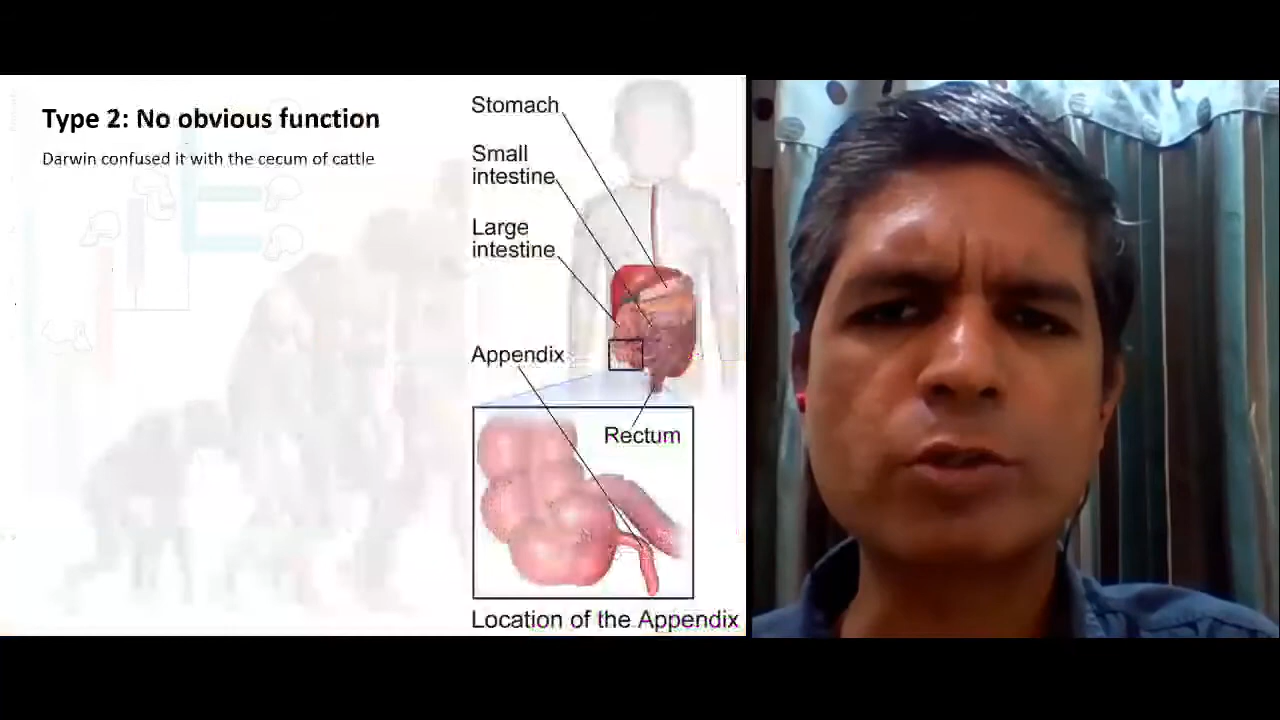 Type 2: No obvious function
Darwin confused it with the cecum of cattle
Stomach
Small
intestine
Large
intestine
Appendix
Rectum
Location of the Appendix